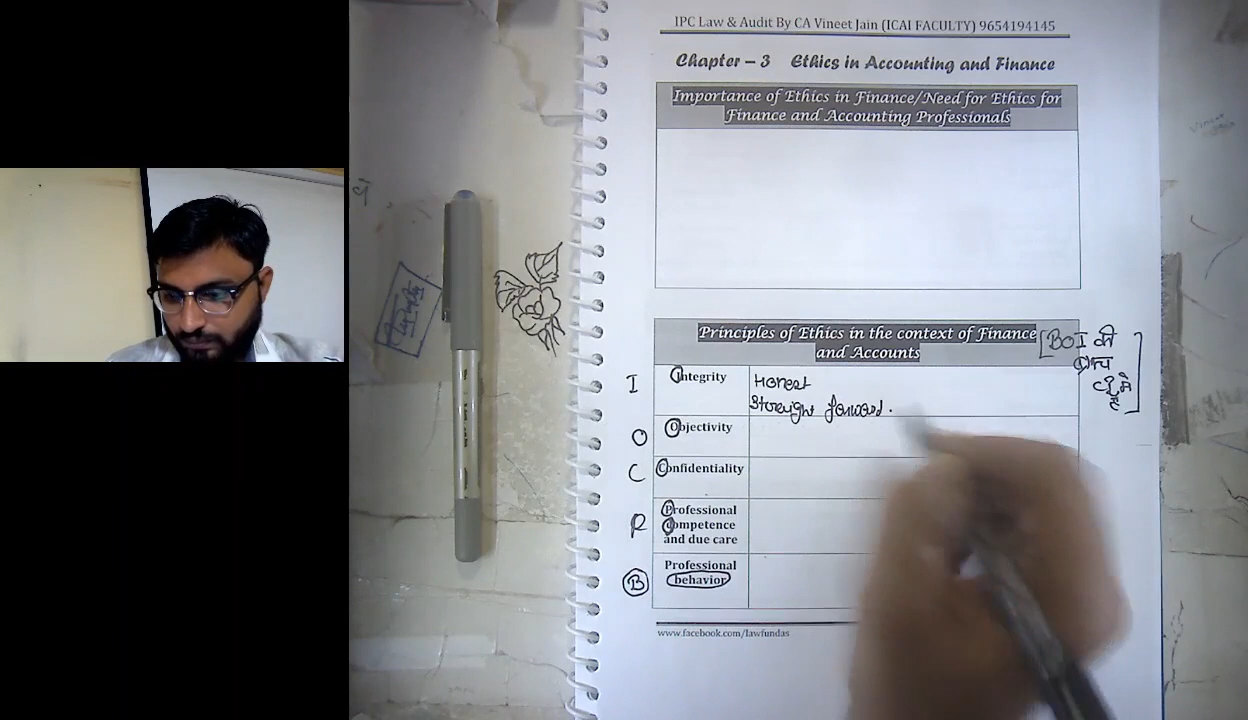 IPC Law & Audit By CA Vineet Jain (ICAI FACULTY) 9654194145
Chapter – 3 Ethics in Accounting and Finance
Importance of Ethics in Finance/Need for Ethics for
Finance and Accounting Professionals
Principles of Ethics in the context of Finance
and Accounts
[BOI की
ब्रान्च
CP में
है]
I
Integrity
Honest
Straight forward.
O
Objectivity
C
Confidentiality
P
Professional
competence
and due care
B
Professional
behavior
www.facebook.com/lawfundas